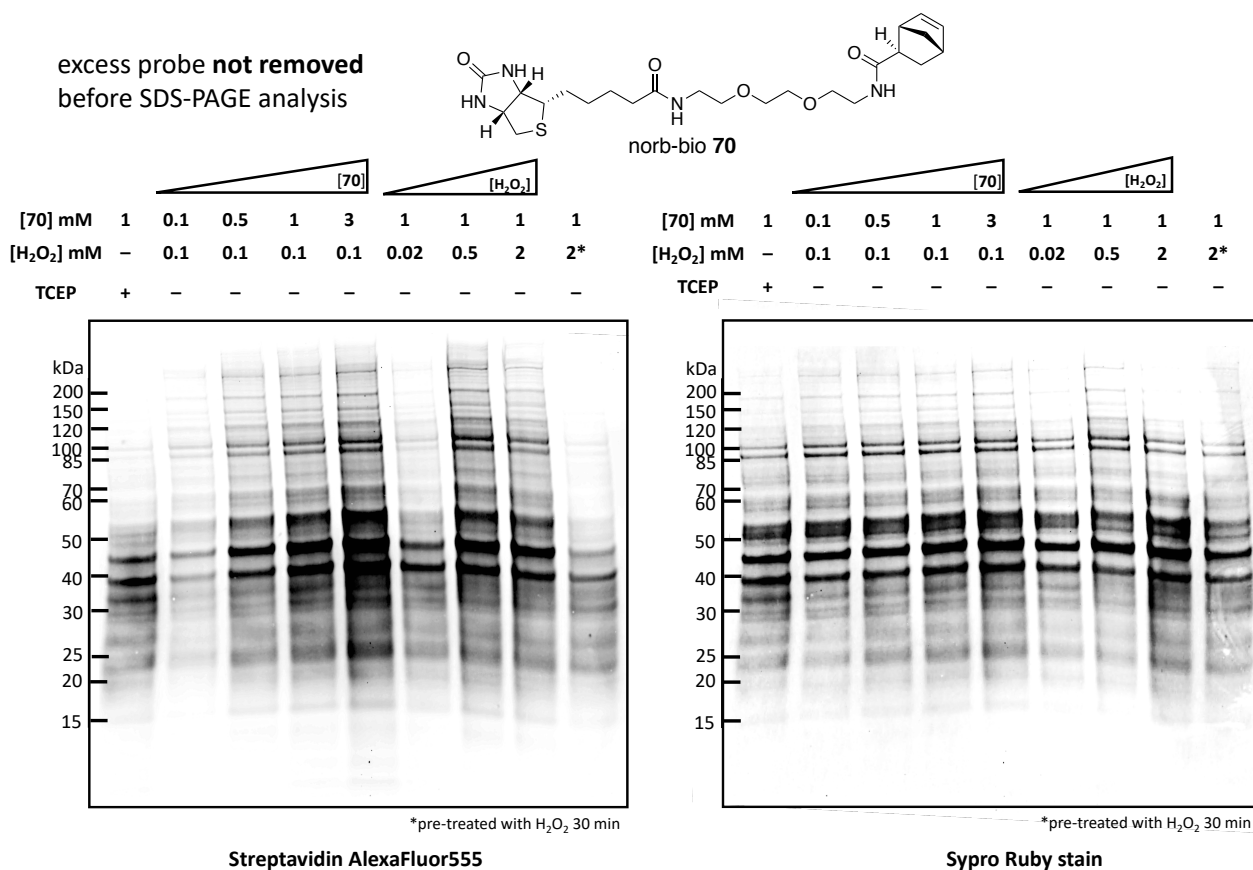 excess probe not removed
before SDS-PAGE analysis
O
NH
H
HN
H
S
O
N
H
O
O
N
H
O
H
norb-bio 70
[70]
[H₂O₂]
[70] mM 1 0.1 0.5 1 3 1 1 1 1
[H₂O₂] mM – 0.1 0.1 0.1 0.1 0.02 0.5 2 2*
TCEP + – – – – – – – –
kDa
200
150
120
100
85
70
60
50
40
30
25
20
15
*pre-treated with H₂O₂ 30 min
Streptavidin AlexaFluor555
[70]
[H₂O₂]
[70] mM 1 0.1 0.5 1 3 1 1 1 1
[H₂O₂] mM – 0.1 0.1 0.1 0.1 0.02 0.5 2 2*
TCEP + – – – – – – – –
kDa
200
150
120
100
85
70
60
50
40
30
25
20
15
*pre-treated with H₂O₂ 30 min
Sypro Ruby stain